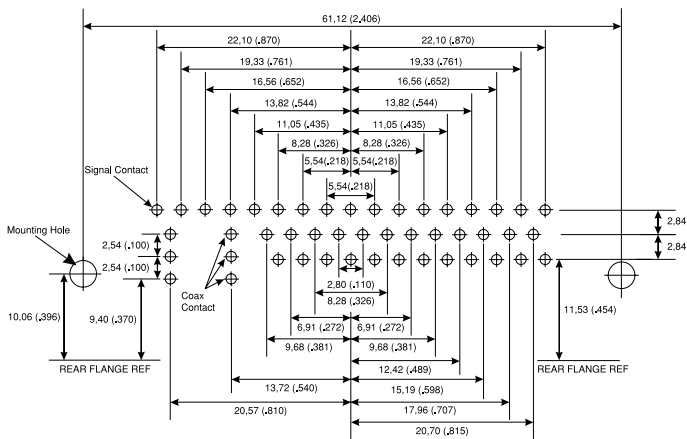 61,12 (2,406)
22,10 (.870) 22,10 (.870)
19,33 (.761) 19,33 (.761)
16,56 (.652) 16,56 (.652)
13,82 (.544) 13,82 (.544)
11,05 (.435) 11,05 (.435)
8,28 (.326) 8,28 (.326)
5,54(.218) 5,54(.218)
Signal Contact
5,54(.218)
2,84
Mounting Hole
2,54 (.100)
2,84
2,54 (.100)
Coax
Contact
2,80 (.110)
8,28 (.326)
10,06 (.396)
9,40 (.370)
11,53 (.454)
6,91 (.272) 6,91 (.272)
9,68 (.381) 9,68 (.381)
REAR FLANGE REF
REAR FLANGE REF
12,42 (.489)
13,72 (.540)
15,19 (.598)
20,57 (.810)
17,96 (.707)
20,70 (.815)